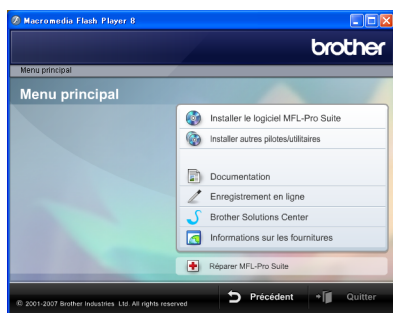 Macromedia Flash Player 8
brother
Menu principal
Menu principal
Installer le logiciel MFL-Pro Suite
Installer autres pilotes/utilitaires
Documentation
Enregistrement en ligne
Brother Solutions Center
Informations sur les fournitures
Réparer MFL-Pro Suite
© 2001-2007 Brother Industries Ltd. All rights reserved
Précédent
Quitter